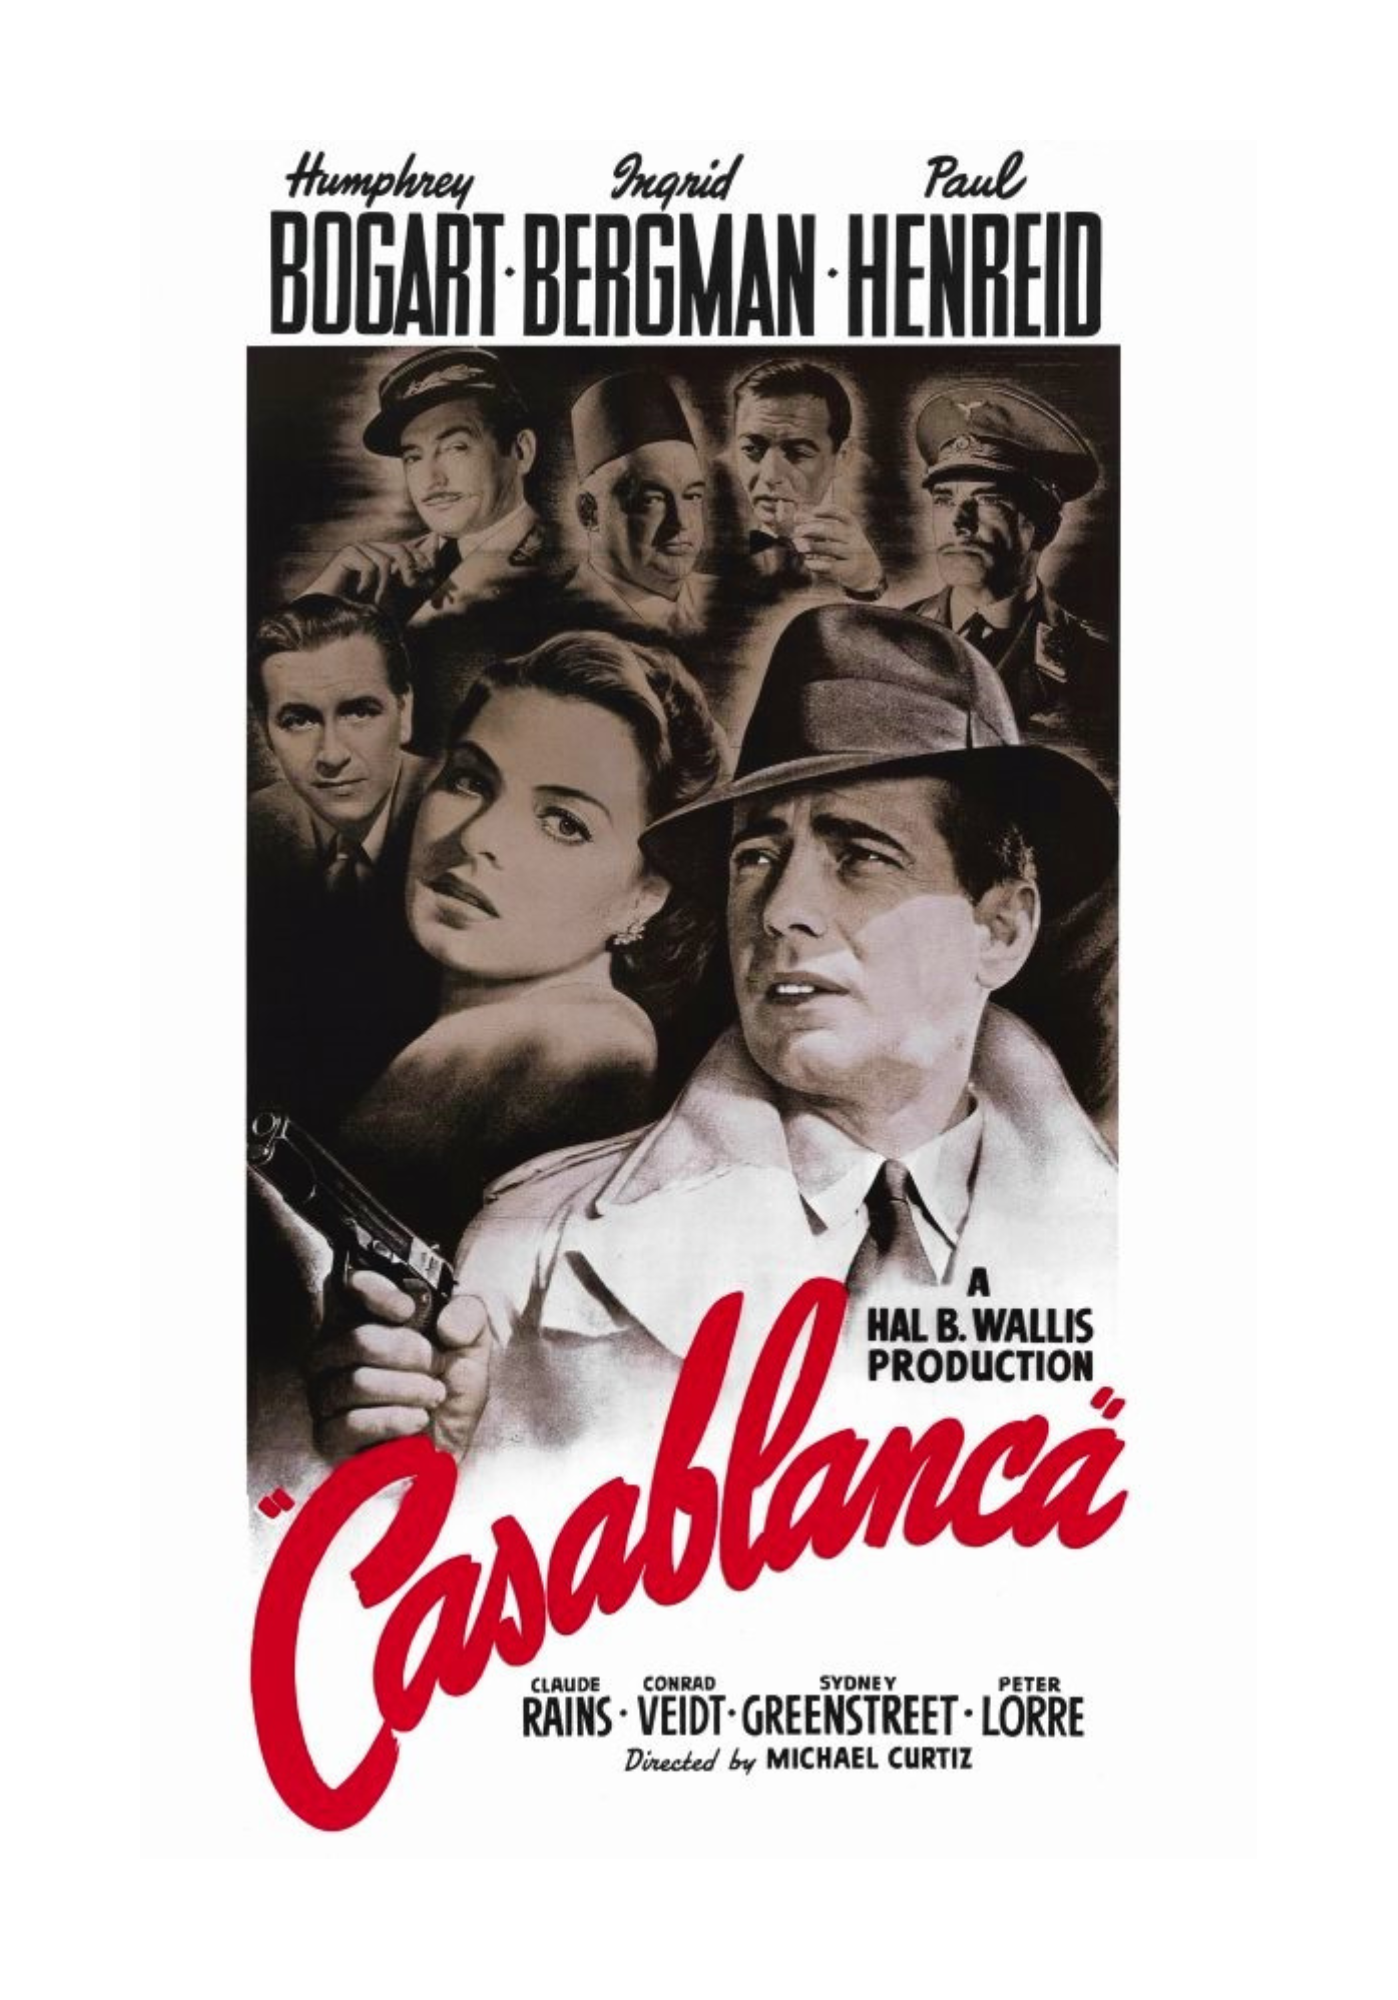 Humphrey Ingrid Paul
BOGART · BERGMAN · HENREID
A
HAL B. WALLIS
PRODUCTION
"Casablanca"
CLAUDE CONRAD SYDNEY PETER
RAINS · VEIDT · GREENSTREET · LORRE
Directed by MICHAEL CURTIZ